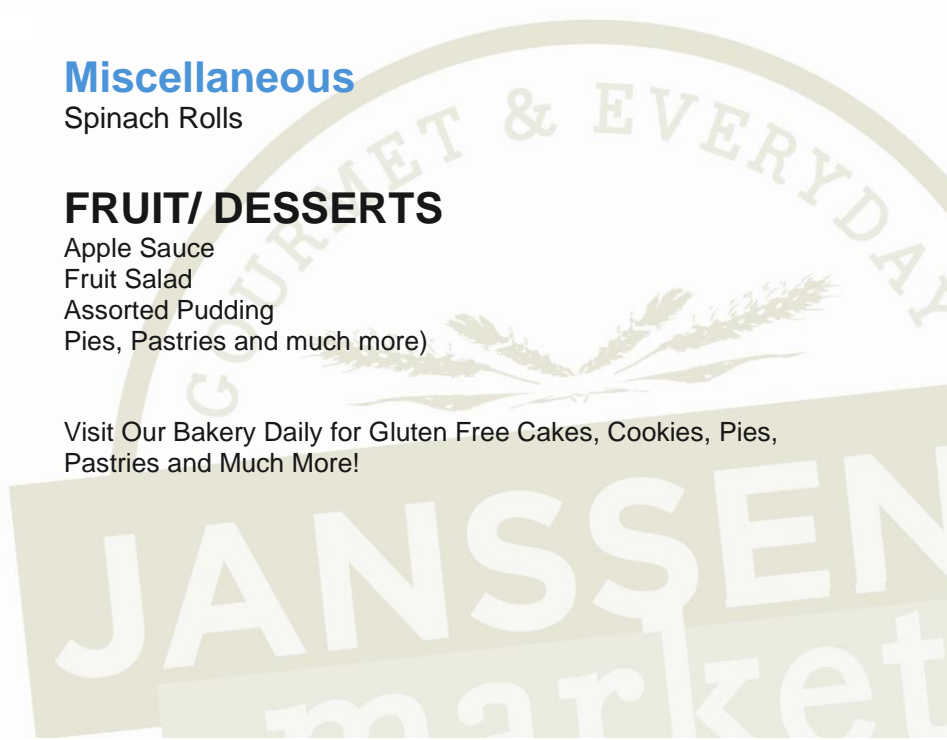 Miscellaneous
Spinach Rolls
FRUIT/ DESSERTS
Apple Sauce
Fruit Salad
Assorted Pudding
Pies, Pastries and much more)
Visit Our Bakery Daily for Gluten Free Cakes, Cookies, Pies,
Pastries and Much More!
GOURMET & EVERYDAY
JANSSEN
market